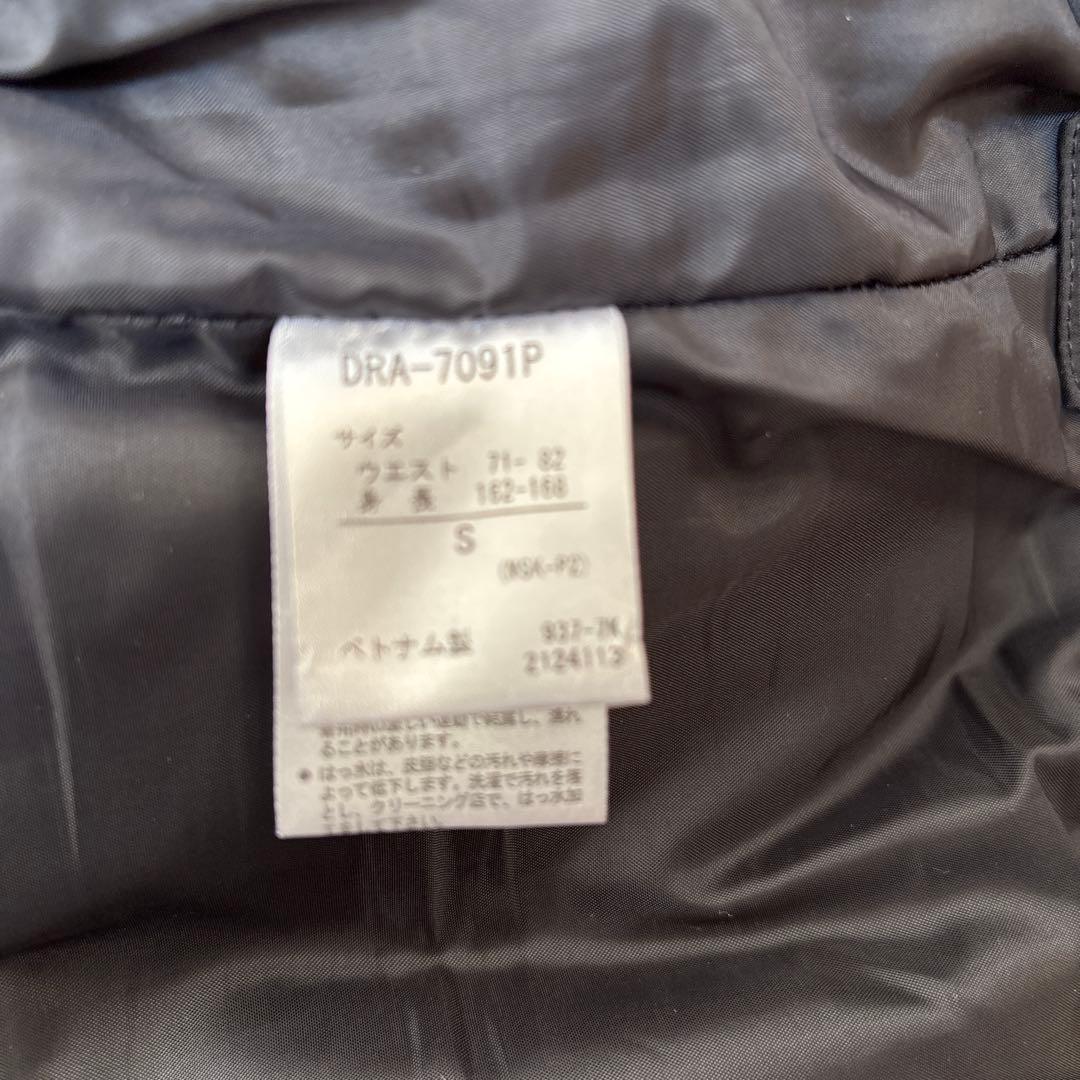 DRA-7091P
サイズ
ウエスト 71-82
身 長 162-168
S
(MSK-P2)
ベトナム製
2124113
ることがあります。
● はっ水は、皮脂などの汚れや摩擦に
よって低下します。洗濯で汚れを落
とし、クリーニング店で、はっ水加